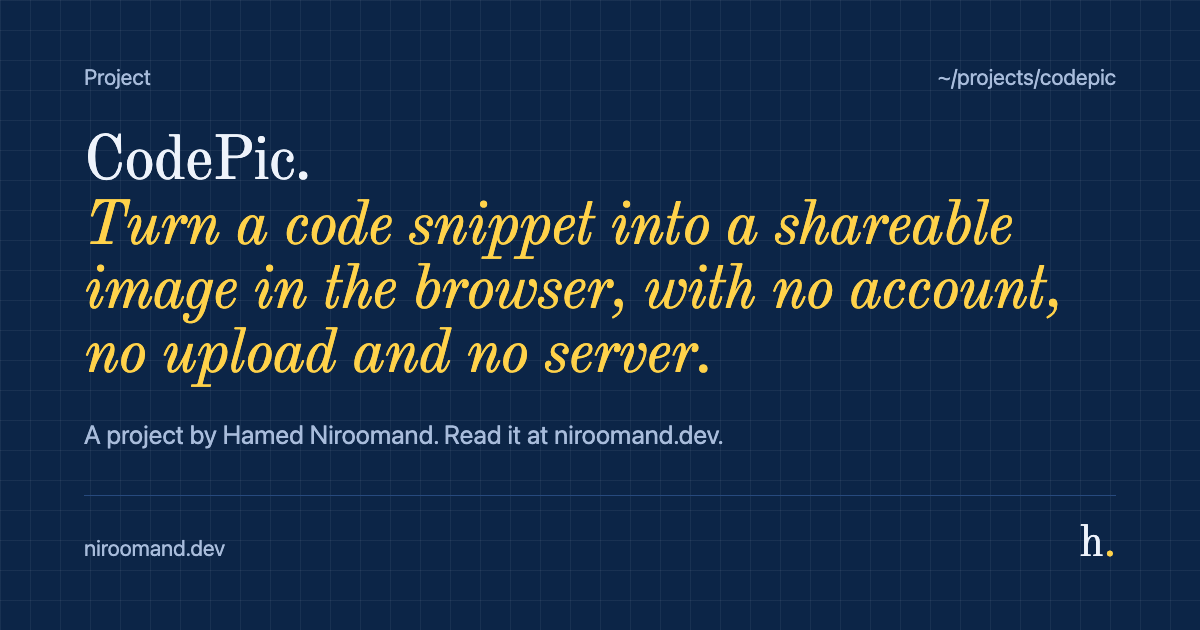 Project
~/projects/codepic
CodePic.
Turn a code snippet into a shareable
image in the browser, with no account,
no upload and no server.
A project by Hamed Niroomand. Read it at niroomand.dev.
niroomand.dev
h.